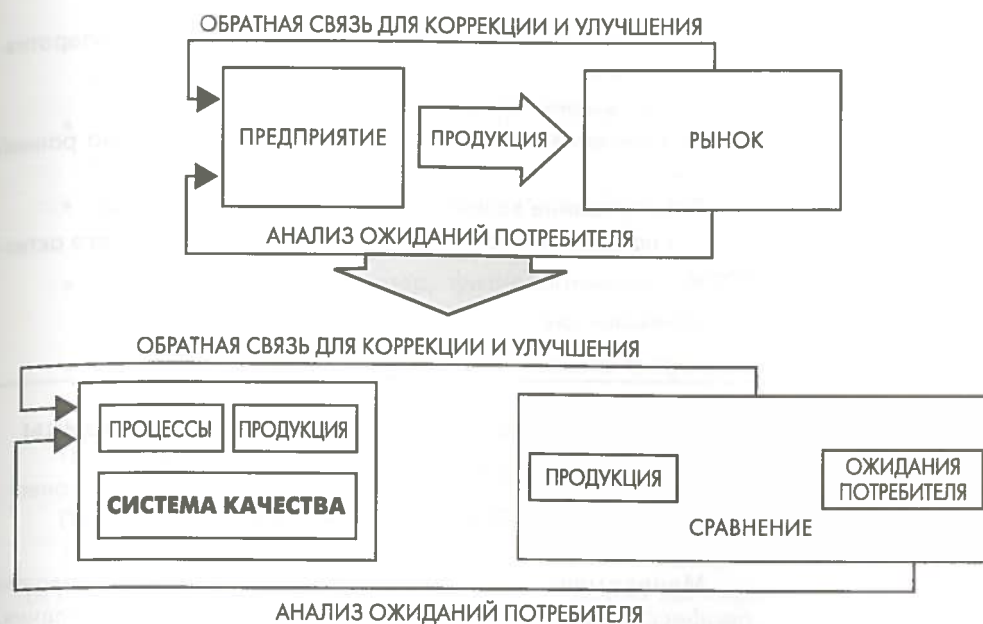 ОБРАТНАЯ СВЯЗЬ ДЛЯ КОРРЕКЦИИ И УЛУЧШЕНИЯ
ПРЕДПРИЯТИЕ
ПРОДУКЦИЯ
РЫНОК
АНАЛИЗ ОЖИДАНИЙ ПОТРЕБИТЕЛЯ
ОБРАТНАЯ СВЯЗЬ ДЛЯ КОРРЕКЦИИ И УЛУЧШЕНИЯ
ПРОЦЕССЫ
ПРОДУКЦИЯ
СИСТЕМА КАЧЕСТВА
ПРОДУКЦИЯ
ОЖИДАНИЯ
ПОТРЕБИТЕЛЯ
СРАВНЕНИЕ
АНАЛИЗ ОЖИДАНИЙ ПОТРЕБИТЕЛЯ